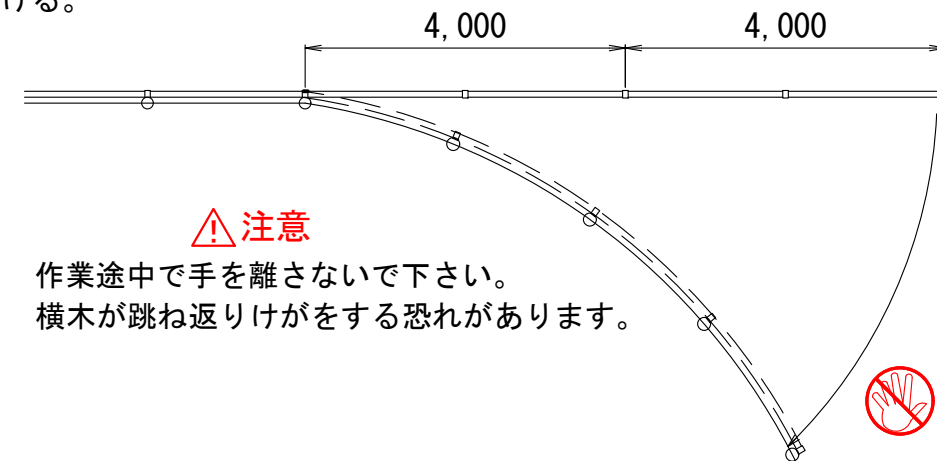 ける。
4,000 4,000
注意
作業途中で手を離さないで下さい。
横木が跳ね返りけがをする恐れがあります。